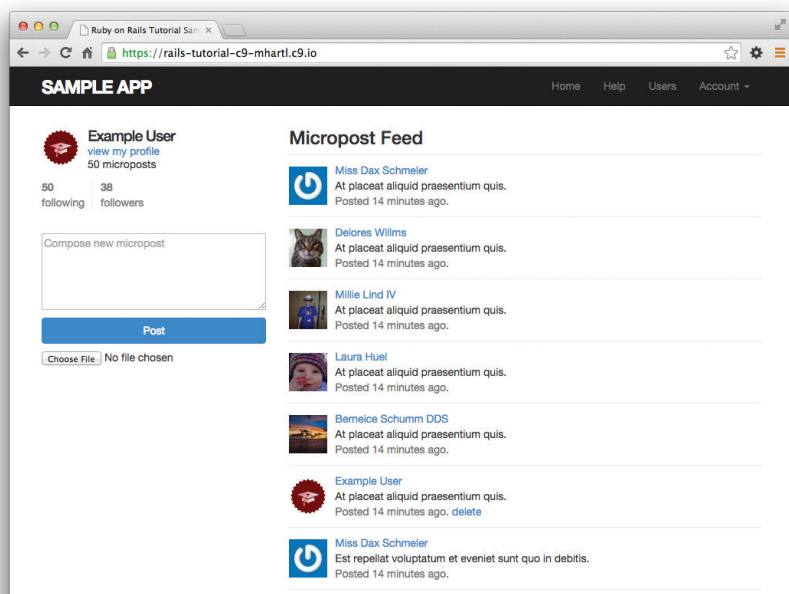 Ruby on Rails Tutorial Sam
https://rails-tutorial-c9-mhartl.c9.io
SAMPLE APP
Home Help Users Account
Example User
view my profile
50 microposts
50 38
following followers
Compose new micropost
Post
Choose File No file chosen
Micropost Feed
Miss Dax Schmeler
At placeat aliquid praesentium quis.
Posted 14 minutes ago.
Delores Willms
At placeat aliquid praesentium quis.
Posted 14 minutes ago.
Millie Lind IV
At placeat aliquid praesentium quis.
Posted 14 minutes ago.
Laura Huel
At placeat aliquid praesentium quis.
Posted 14 minutes ago.
Berneice Schumm DDS
At placeat aliquid praesentium quis.
Posted 14 minutes ago.
Example User
At placeat aliquid praesentium quis.
Posted 14 minutes ago. delete
Miss Dax Schmeler
Est repellat voluptatum et eveniet sunt quo in debitis.
Posted 14 minutes ago.